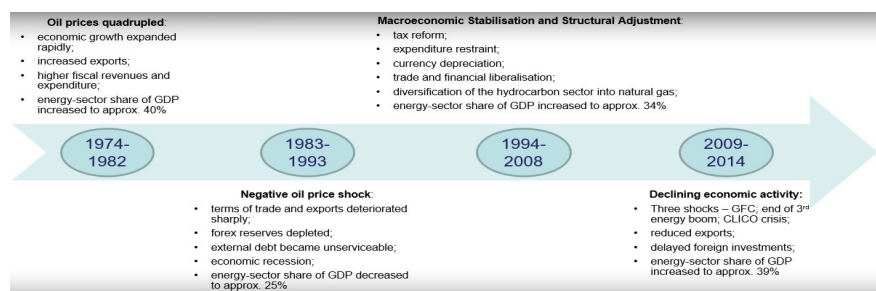 Oil prices quadrupled:
• economic growth expanded
rapidly;
• increased exports;
• higher fiscal revenues and
expenditure;
• energy-sector share of GDP
increased to approx. 40%
Macroeconomic Stabilisation and Structural Adjustment:
• tax reform;
• expenditure restraint;
• currency depreciation;
• trade and financial liberalisation;
• diversification of the hydrocarbon sector into natural gas;
• energy-sector share of GDP increased to approx. 34%
1974-
1982
1983-
1993
1994-
2008
2009-
2014
Negative oil price shock:
• terms of trade and exports deteriorated
sharply;
• forex reserves depleted;
• external debt became unserviceable;
• economic recession;
• energy-sector share of GDP decreased
to approx. 25%
Declining economic activity:
• Three shocks – GFC; end of 3rd
energy boom; CLICO crisis;
• reduced exports;
• delayed foreign investments;
• energy-sector share of GDP
increased to approx. 39%